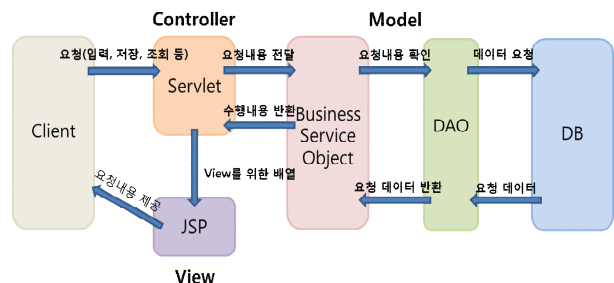 Controller
Model
요청(입력, 저장, 조회 등)
요청내용 전달
요청내용 확인
데이터 요청
Client
Servlet
수행내용 반환
Business
Service
Object
DAO
DB
View를 위한 배열
요청 데이터 반환
요청 데이터
요청내용 제공
JSP
View